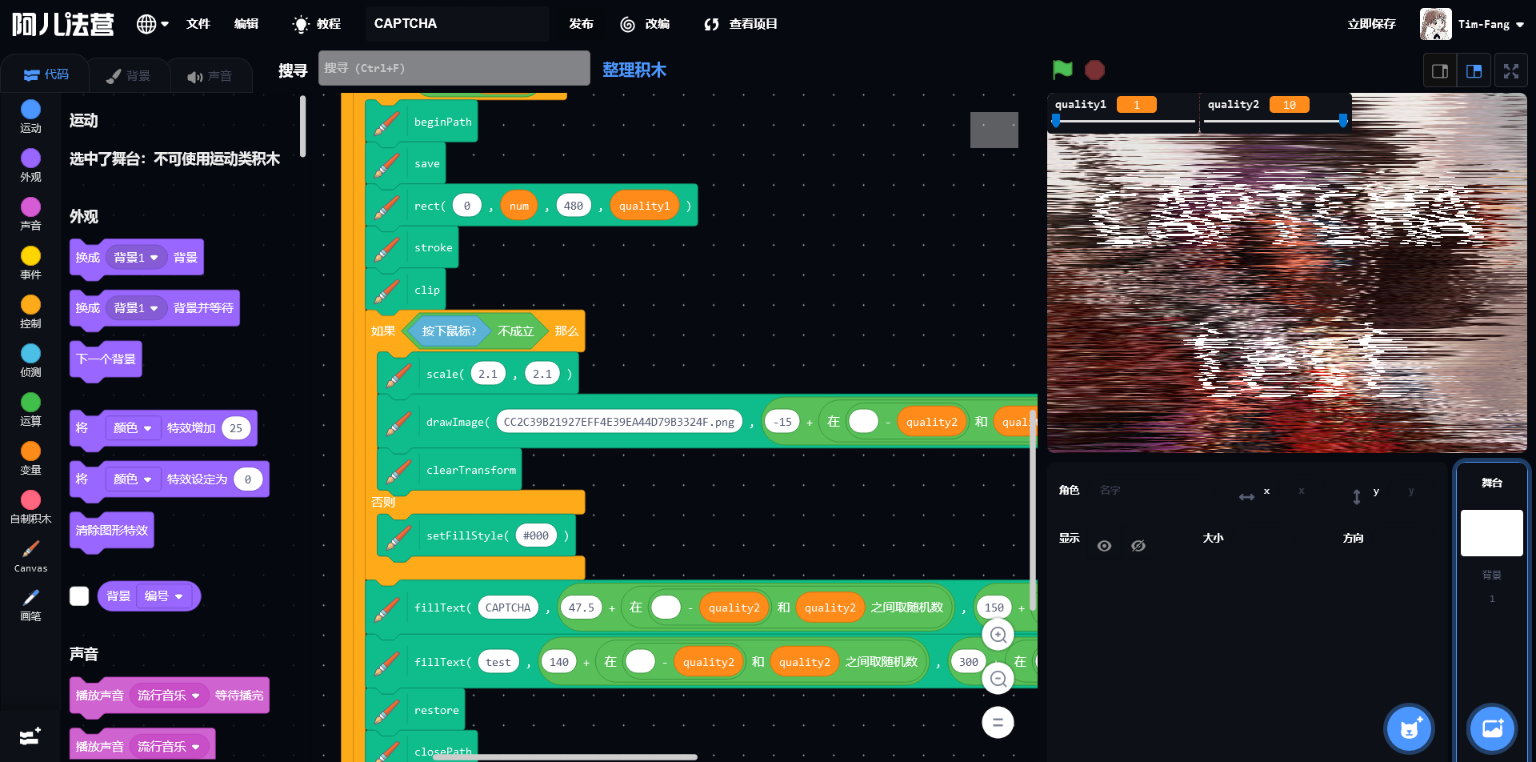 阿儿法营
文件 编辑 教程 CAPTCHA 发布 改编 查看项目 立即保存 Tim-Fang
代码 背景 声音 搜寻 搜寻 (Ctrl+F) 整理积木
运动
外观
声音
事件
控制
侦测
运算
变量
自制积木
Canvas
画笔
运动
选中了舞台: 不可使用运动类积木
外观
换成 背景1 背景
换成 背景1 背景并等待
下一个背景
将 颜色 特效增加 25
将 颜色 特效设定为 0
清除图形特效
背景 编号
声音
播放声音 流行音乐 等待播完
播放声音 流行音乐
beginPath
save
rect( 0 , num , 480 , quality1 )
stroke
clip
如果 按下鼠标? 不成立 那么
scale( 2.1 , 2.1 )
drawImage( CC2C39B21927EFF4E39EA44D79B3324F.png , -15 + 在 - quality2 和
clearTransform
否则
setFillStyle( #000 )
fillText( CAPTCHA , 47.5 + 在 - quality2 和 quality2 之间取随机数 , 150 +
fillText( test , 140 + 在 - quality2 和 quality2 之间取随机数 , 300 + 在
restore
closePath
quality1 1 quality2 10
CAPTCHA
test
角色 名字 x x y y
显示 大小 方向
舞台
背景
1